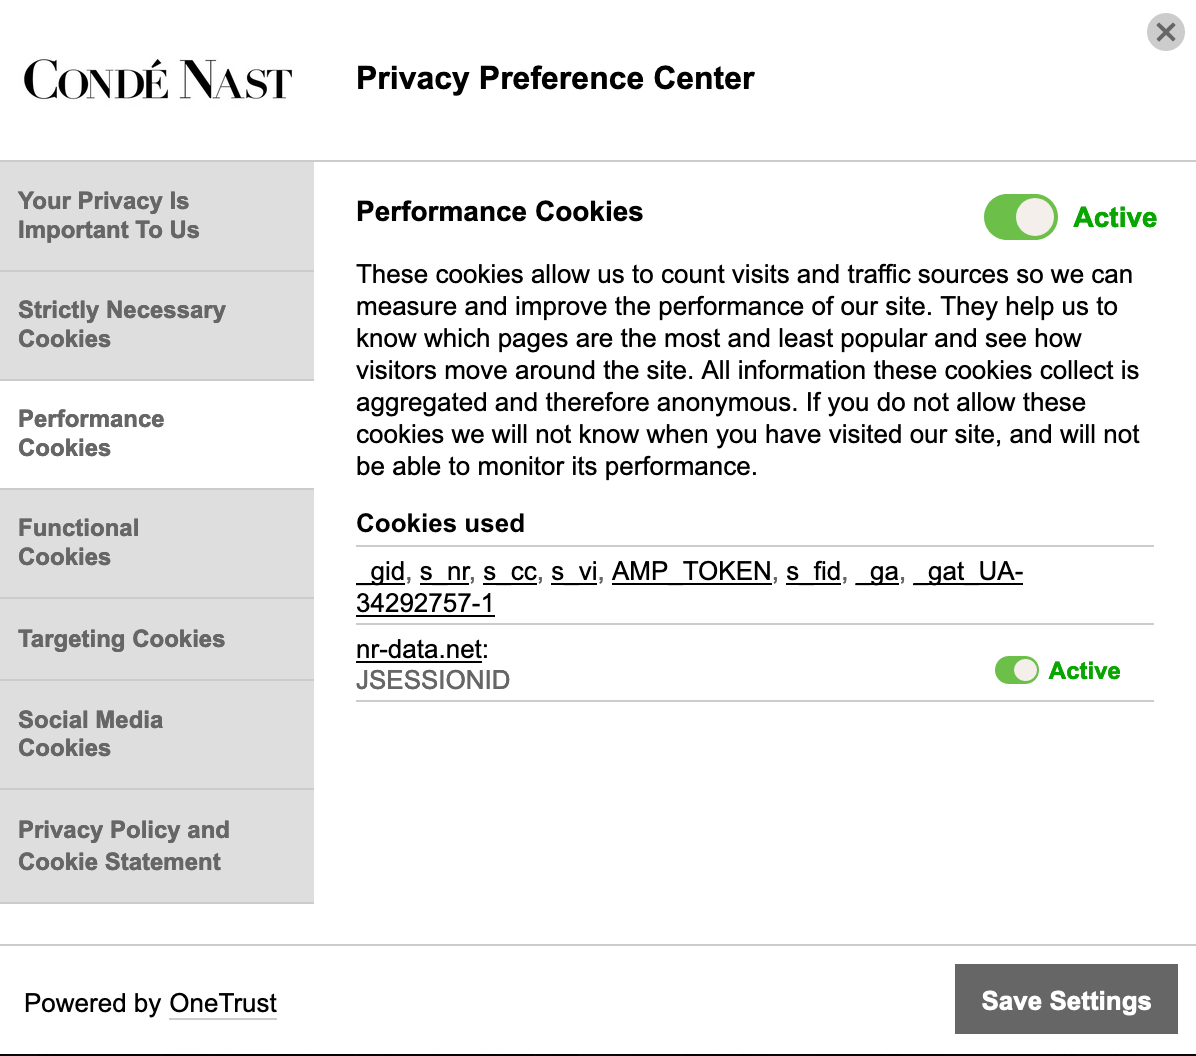 CONDÉ NAST
Privacy Preference Center
Your Privacy Is
Important To Us
Strictly Necessary
Cookies
Performance
Cookies
Functional
Cookies
Targeting Cookies
Social Media
Cookies
Privacy Policy and
Cookie Statement
Performance Cookies
Active
These cookies allow us to count visits and traffic sources so we can
measure and improve the performance of our site. They help us to
know which pages are the most and least popular and see how
visitors move around the site. All information these cookies collect is
aggregated and therefore anonymous. If you do not allow these
cookies we will not know when you have visited our site, and will not
be able to monitor its performance.
Cookies used
_gid, s_nr, s_cc, s_vi, AMP_TOKEN, s_fid, _ga, _gat_UA-
34292757-1
nr-data.net:
JSESSIONID
Active
Powered by OneTrust
Save Settings